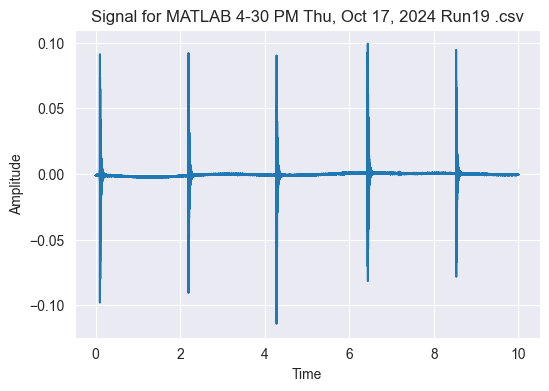 Signal for MATLAB 4-30 PM Thu, Oct 17, 2024 Run19 .csv
0.10
0.05
0.00
−0.05
−0.10
Amplitude
0 2 4 6 8 10
Time